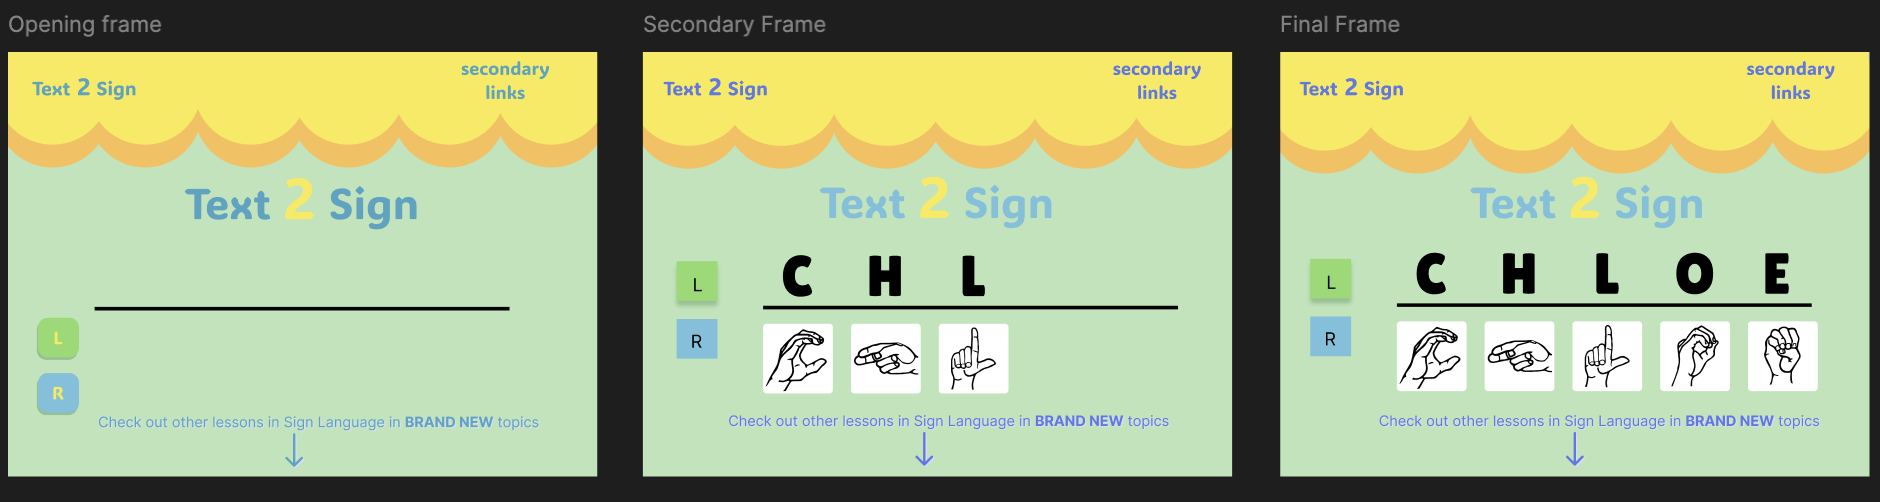 Opening frame
Text 2 Sign
secondary
links
Text 2 Sign
L
R
Check out other lessons in Sign Language in BRAND NEW topics
Secondary Frame
Text 2 Sign
secondary
links
Text 2 Sign
L
C H L
R
Check out other lessons in Sign Language in BRAND NEW topics
Final Frame
Text 2 Sign
secondary
links
Text 2 Sign
L
C H L O E
R
Check out other lessons in Sign Language in BRAND NEW topics